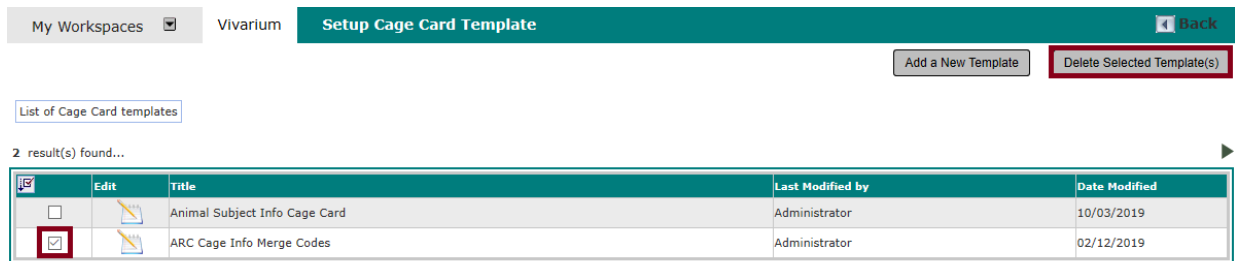 My Workspaces Vivarium Setup Cage Card Template Back
Add a New Template Delete Selected Template(s)
List of Cage Card templates
2 result(s) found...
Edit Title Last Modified by Date Modified
Animal Subject Info Cage Card Administrator 10/03/2019
ARC Cage Info Merge Codes Administrator 02/12/2019